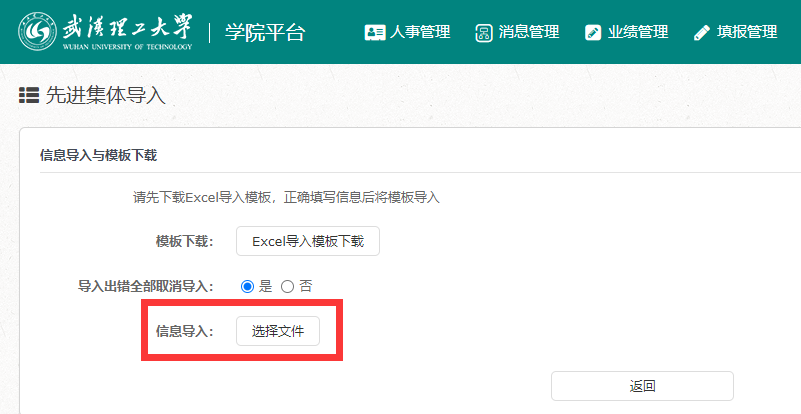 武汉理工大学
WUHAN UNIVERSITY OF TECHNOLOGY
学院平台
人事管理 消息管理 业绩管理 填报管理
先进集体导入
信息导入与模板下载
请先下载Excel导入模板，正确填写信息后将模板导入
模板下载： Excel导入模板下载
导入出错全部取消导入： 是 否
信息导入： 选择文件
返回